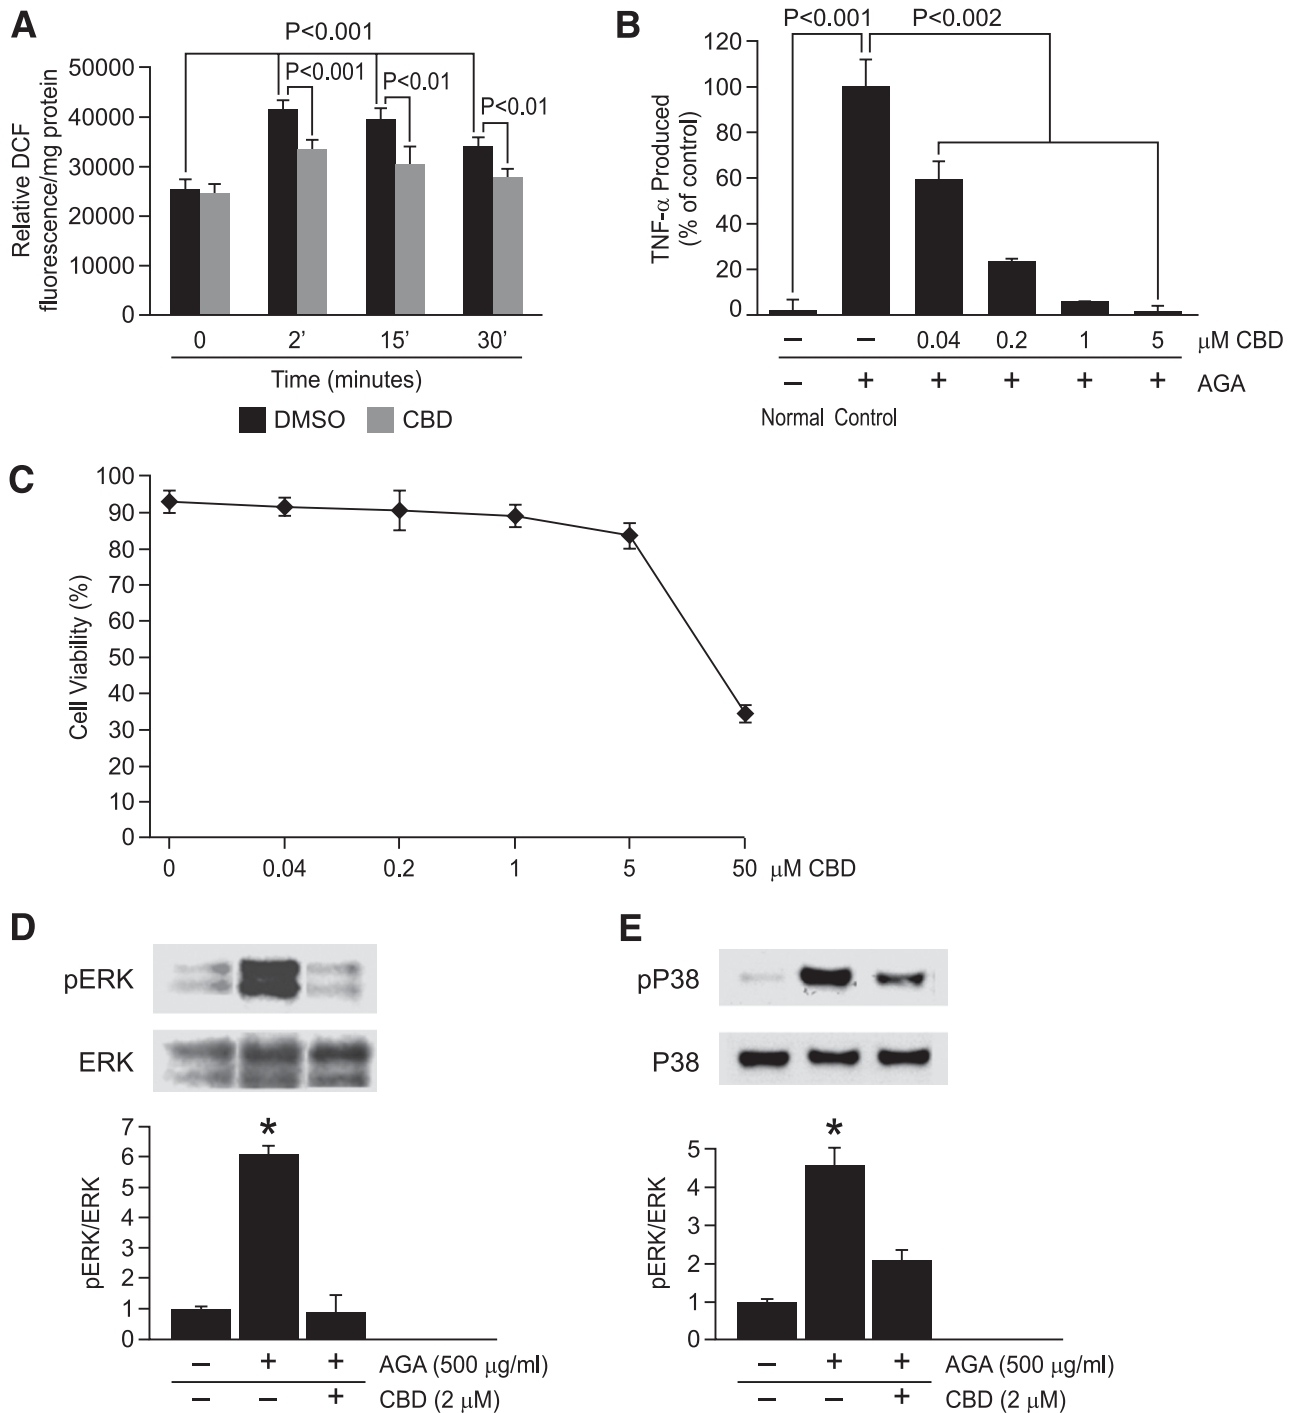 A
P<0.001
P<0.001
P<0.01
P<0.01
Relative DCF
fluorescence/mg protein
50000
40000
30000
20000
10000
0
0 2’ 15’ 30’
Time (minutes)
DMSO CBD
B
P<0.001 P<0.002
TNF-α Produced
(% of control)
120
100
80
60
40
20
0
– – 0.04 0.2 1 5 μM CBD
– + + + + + AGA
Normal Control
C
Cell Viability (%)
100
90
80
70
60
50
40
30
20
10
0
0 0.04 0.2 1 5 50 μM CBD
D
pERK
ERK
pERK/ERK
7
6
5
4
3
2
1
0
*
– + + AGA (500 μg/ml)
– – + CBD (2 μM)
E
pP38
P38
pERK/ERK
5
4
3
2
1
0
*
– + + AGA (500 μg/ml)
– – + CBD (2 μM)